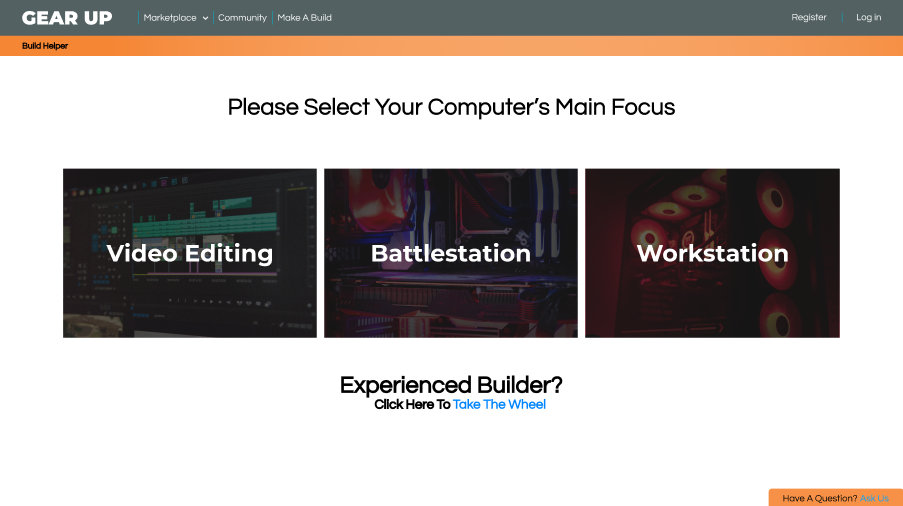 GEAR UP
Marketplace
Community
Make A Build
Register
Log in
Build Helper
Please Select Your Computer’s Main Focus
Video Editing
Battlestation
Workstation
Experienced Builder?
Click Here To Take The Wheel
Have A Question? Ask Us